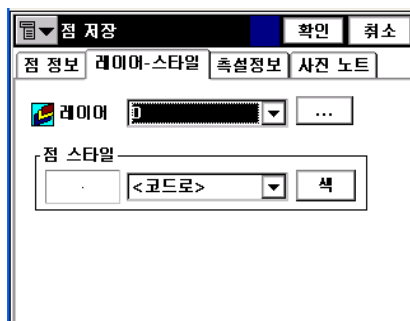 점 저장 확인 취소
점 정보 레이어-스타일 측설정보 사진 노트
레이어 0 ...
점 스타일
<코드로> 색